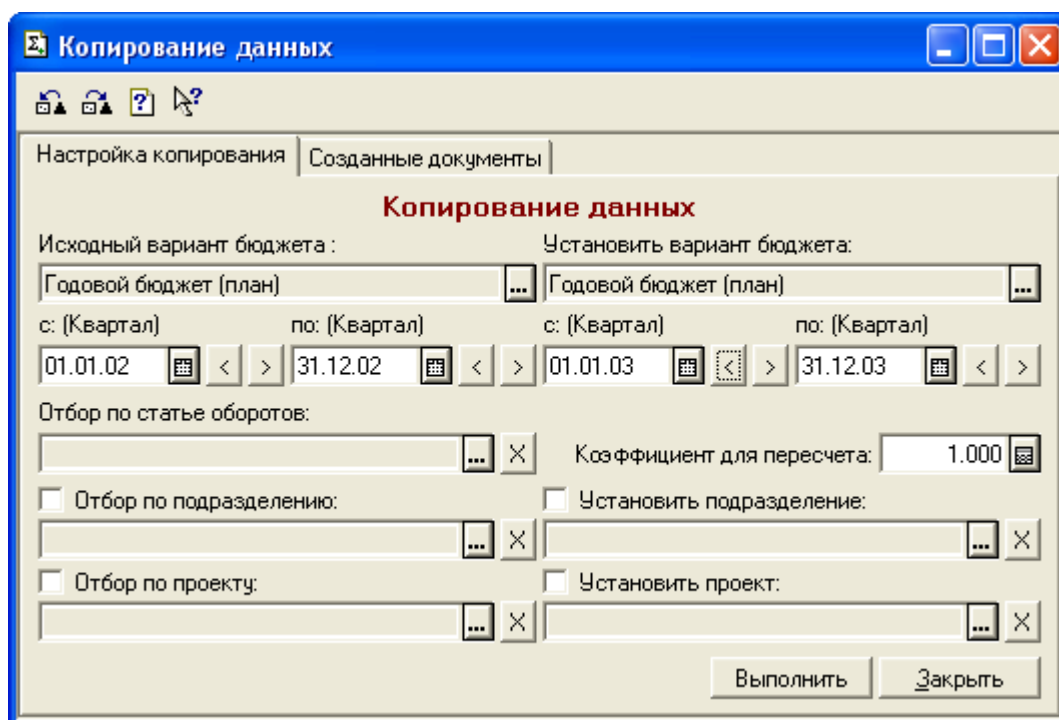 Копирование данных
Настройка копирования Созданные документы
Копирование данных
Исходный вариант бюджета : Установить вариант бюджета:
Годовой бюджет (план) ... Годовой бюджет (план) ...
с: (Квартал) по: (Квартал) с: (Квартал) по: (Квартал)
01.01.02 < > 31.12.02 < > 01.01.03 < > 31.12.03 < >
Отбор по статье оборотов:
... X Коэффициент для пересчета: 1.000
Отбор по подразделению: Установить подразделение:
... X ... X
Отбор по проекту: Установить проект:
... X ... X
Выполнить Закрыть